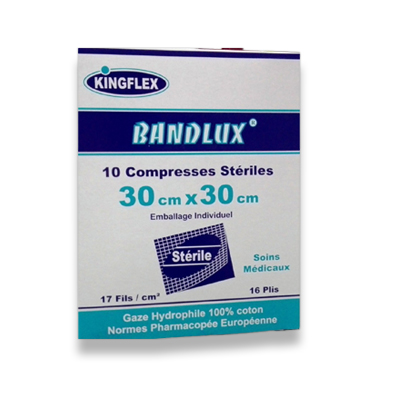 KINGFLEX
BANDLUX®
10 Compresses Stériles
30 cm x 30 cm
Emballage Individuel
Stérile
Soins
Médicaux
17 Fils / cm²
16 Plis
Gaze Hydrophile 100% coton
Normes Pharmacopée Européenne